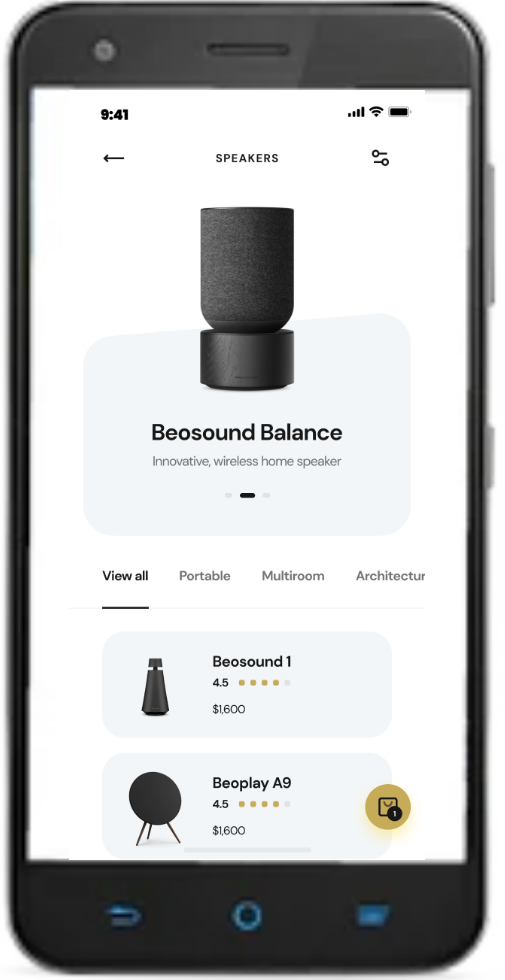 9:41
SPEAKERS
Beosound Balance
Innovative, wireless home speaker
View all Portable Multiroom Architectur
Beosound 1
4.5
$1,600
Beoplay A9
4.5
$1,600
1